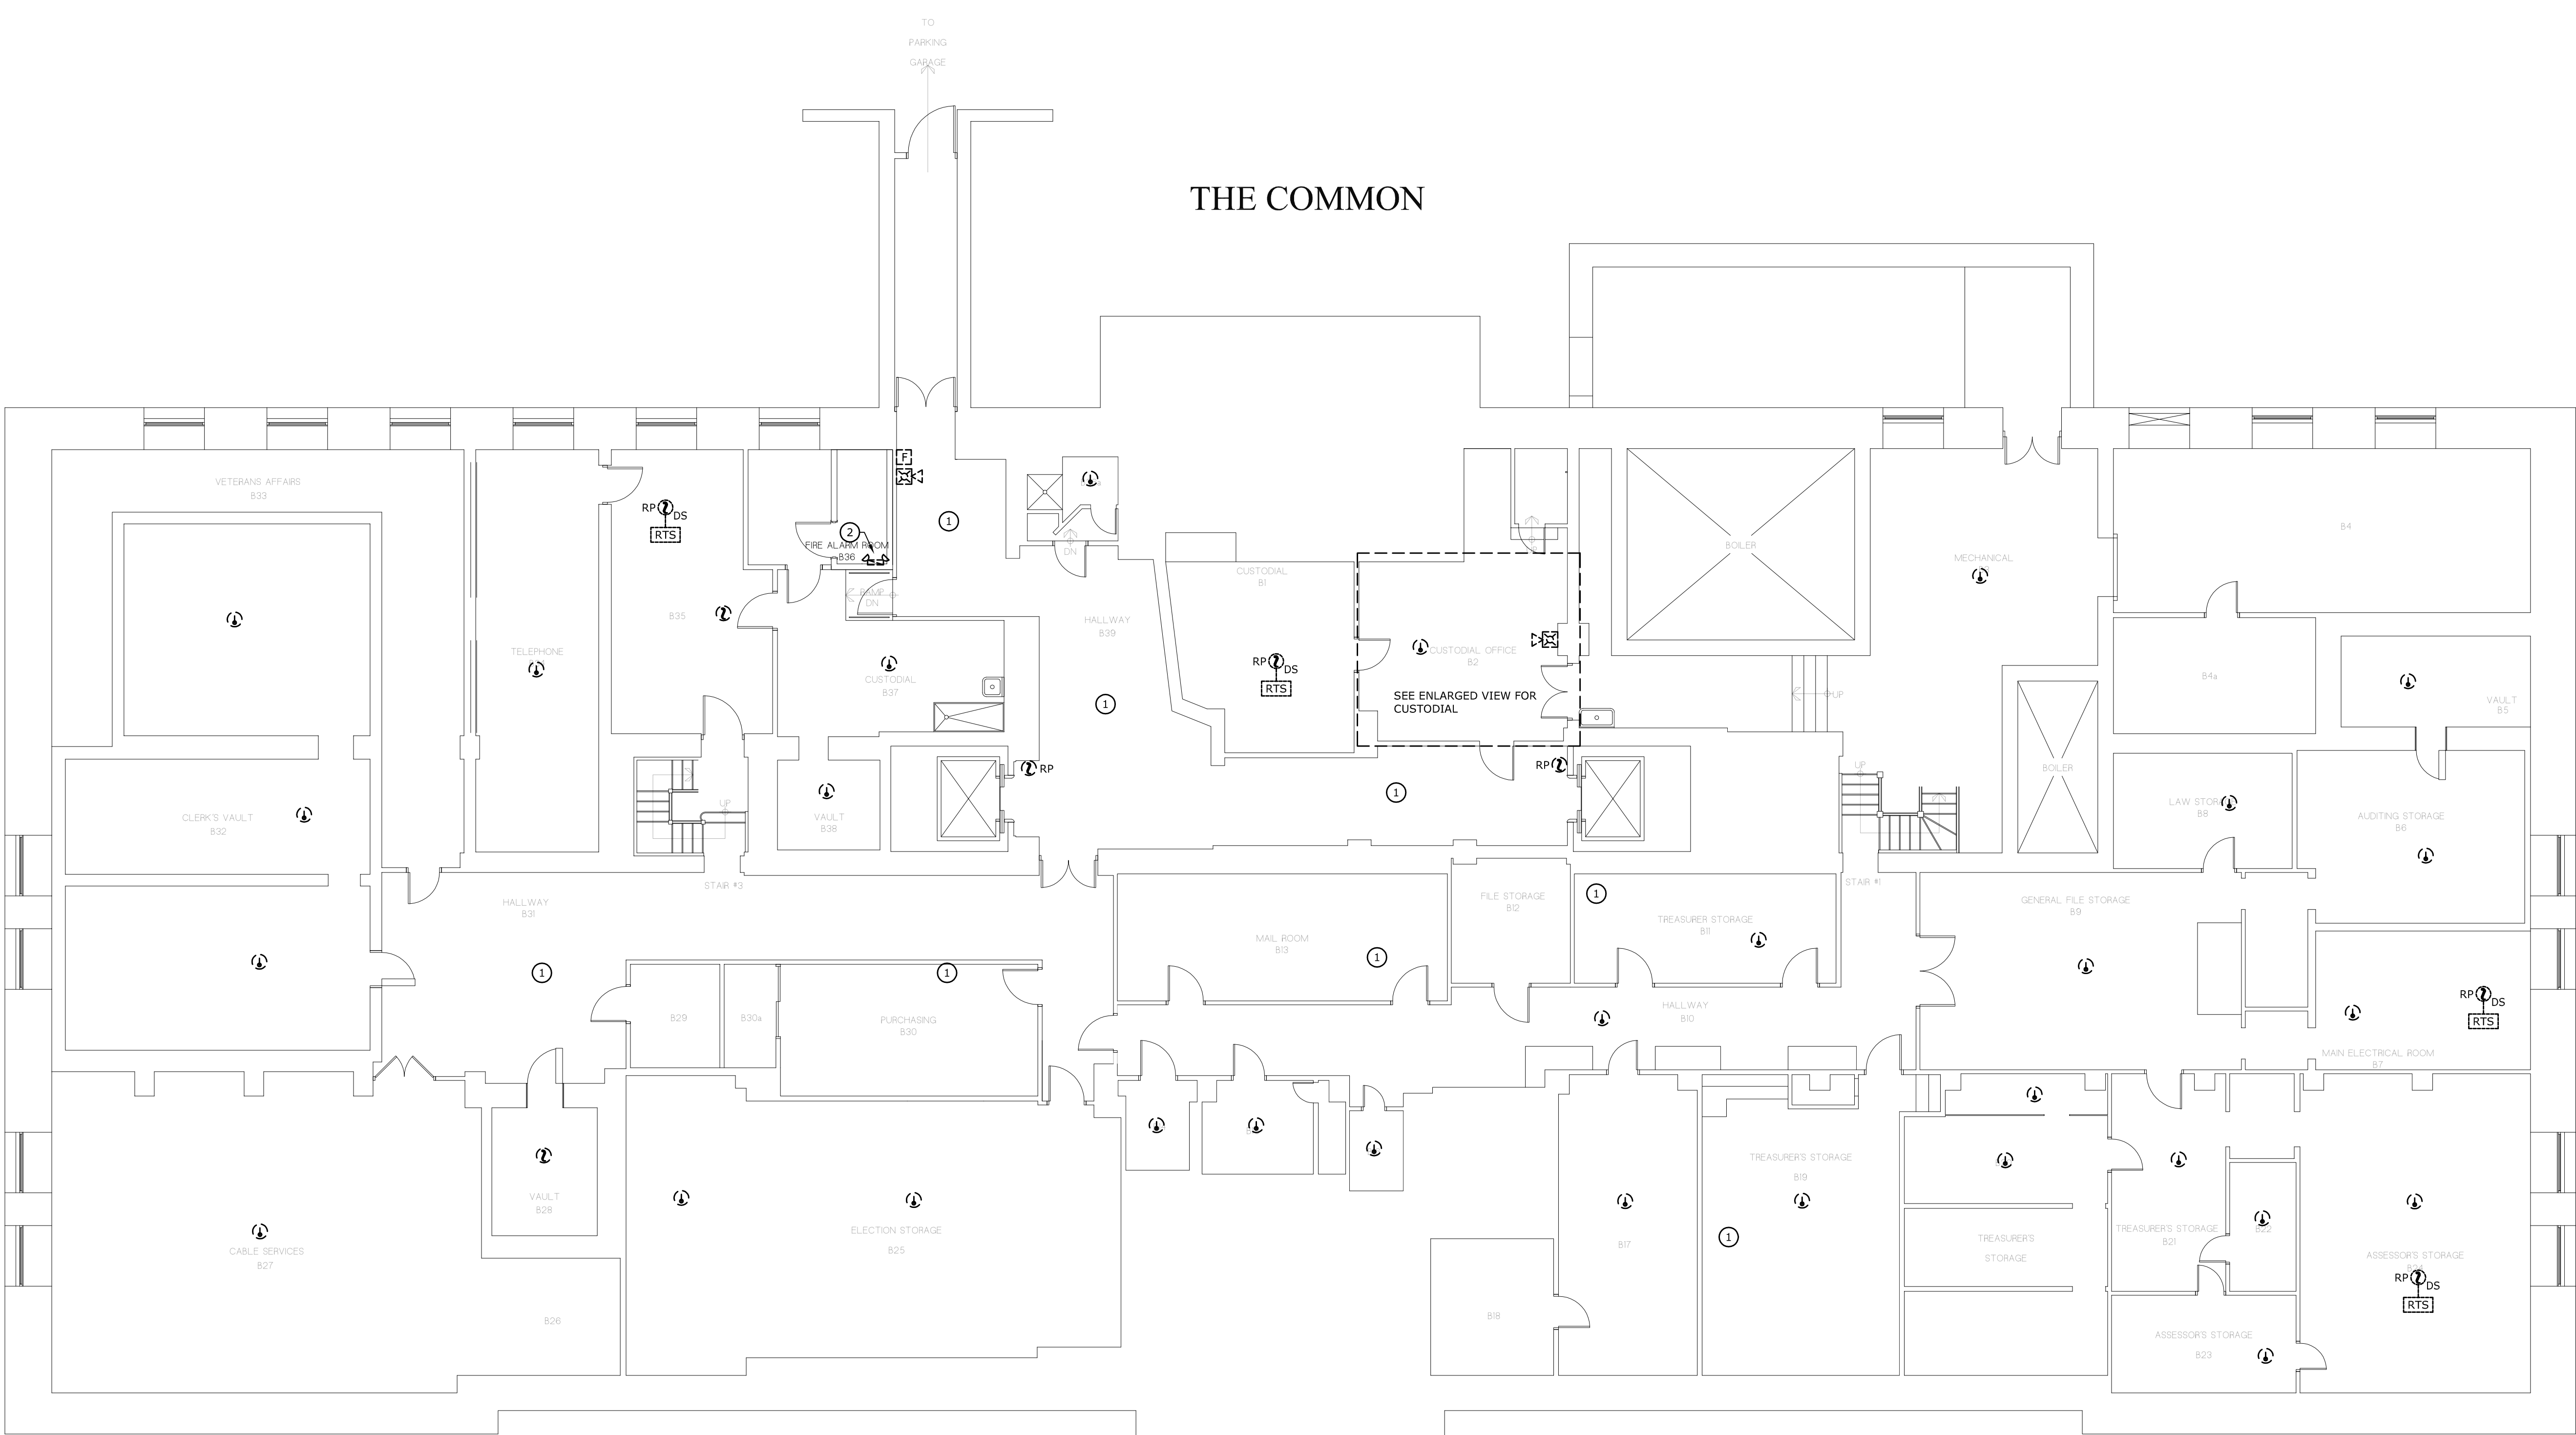 TO
PARKING
GARAGE
THE COMMON
F
VETERANS AFFAIRS
B33
RP
DS
RTS
2
FIRE ALARM ROOM
B36
1
RAMP
DN
DN
CUSTODIAL
B1
RP
DS
RTS
CUSTODIAL OFFICE
B2
SEE ENLARGED VIEW FOR
CUSTODIAL
BOILER
MECHANICAL
B4
B35
HALLWAY
B39
TELEPHONE
CUSTODIAL
B37
1
UP
B4a
VAULT
B5
RP
RP
UP
BOILER
1
UP
LAW STORAGE
B8
AUDITING STORAGE
B6
CLERK'S VAULT
B32
VAULT
B38
STAIR #3
STAIR #1
HALLWAY
B31
1
FILE STORAGE
B12
1
TREASURER STORAGE
B11
GENERAL FILE STORAGE
B9
MAIL ROOM
B13
1
1
RP
DS
RTS
B29
B30a
PURCHASING
B30
HALLWAY
B10
MAIN ELECTRICAL ROOM
B7
VAULT
B28
TREASURER'S STORAGE
B19
1
CABLE SERVICES
B27
ELECTION STORAGE
B25
B17
TREASURER'S
STORAGE
TREASURER'S STORAGE
B21
B22
ASSESSOR'S STORAGE
RP
DS
RTS
B26
B18
ASSESSOR'S STORAGE
B23